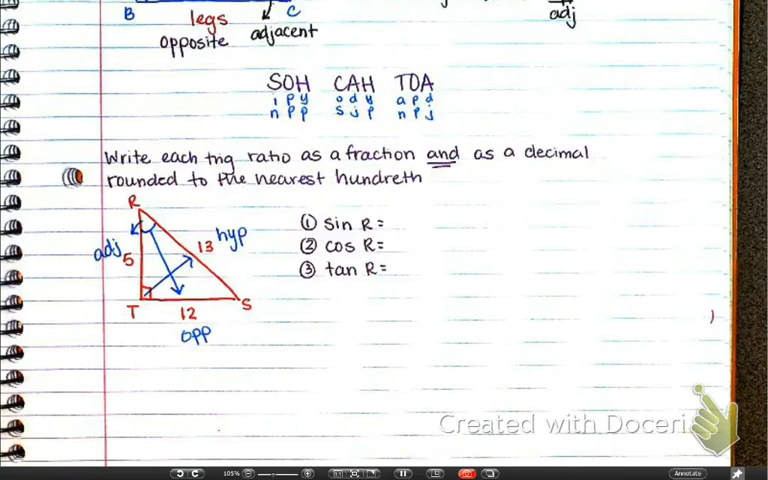 B
legs
C
opposite
adjacent
adj
SOH CAH TOA
i p y o d y a p d
n p p s j p n p j
Write each trig ratio as a fraction and as a decimal
rounded to the nearest hundreth
R
adj
5
13
hyp
T
12
S
opp
① sin R=
② cos R=
③ tan R=
Created with Doceri
105%
Annotate